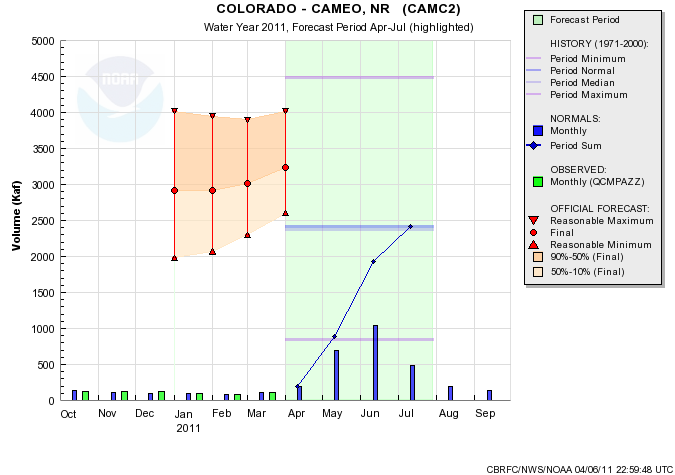 COLORADO - CAMEO, NR (CAMC2)
Water Year 2011, Forecast Period Apr-Jul (highlighted)
Volume (Kaf)
5000
4500
4000
3500
3000
2500
2000
1500
1000
500
0
NOAA
Oct Nov Dec Jan Feb Mar Apr May Jun Jul Aug Sep
2011
Forecast Period
HISTORY (1971-2000):
Period Minimum
Period Normal
Period Median
Period Maximum
NORMALS:
Monthly
Period Sum
OBSERVED:
Monthly (QCMPAZZ)
OFFICIAL FORECAST:
Reasonable Maximum
Final
Reasonable Minimum
90%-50% (Final)
50%-10% (Final)
CBRFC/NWS/NOAA 04/06/11 22:59:48 UTC